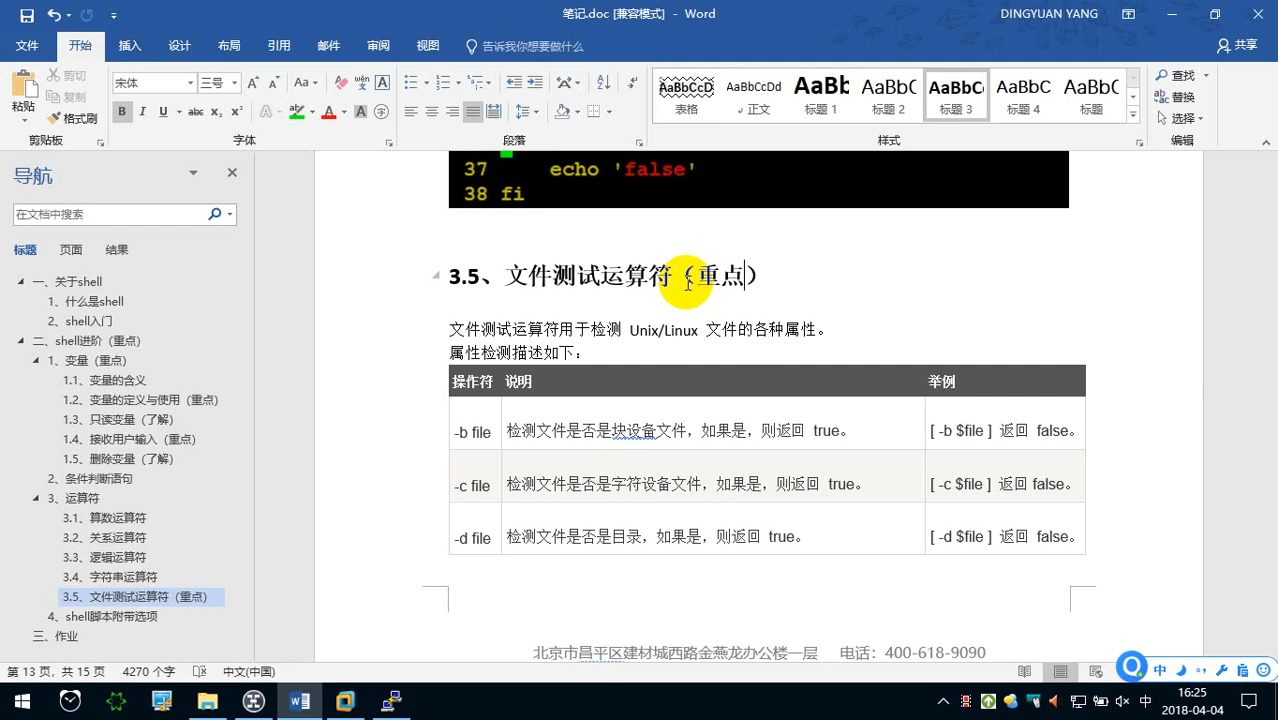 笔记.doc [兼容模式] - Word
DINGYUAN YANG
文件 开始 插入 设计 布局 引用 邮件 审阅 视图 告诉我你想要做什么 共享
粘贴 剪切 复制 格式刷
宋体 三号
查找 替换 选择
AaBbCcD AaBbCcDd AaBb AaBbC AaBbC AaBbC AaBbC
表格 正文 标题 1 标题 2 标题 3 标题 4 标题
剪贴板 字体 段落 样式 编辑
导航
在文档中搜索
标题 页面 结果
一、关于shell
1、什么是shell
2、shell入门
二、shell进阶（重点）
1、变量（重点）
1.1、变量的含义
1.2、变量的定义与使用（重点）
1.3、只读变量（了解）
1.4、接收用户输入（重点）
1.5、删除变量（了解）
2、条件判断语句
3、运算符
3.1、算数运算符
3.2、关系运算符
3.3、逻辑运算符
3.4、字符串运算符
3.5、文件测试运算符（重点）
4、shell脚本附带选项
三、作业
37 echo 'false'
38 fi
3.5、文件测试运算符（重点）
文件测试运算符用于检测 Unix/Linux 文件的各种属性。
属性检测描述如下：
操作符 说明 举例
-b file 检测文件是否是块设备文件，如果是，则返回 true。 [ -b $file ] 返回 false。
-c file 检测文件是否是字符设备文件，如果是，则返回 true。 [ -c $file ] 返回 false。
-d file 检测文件是否是目录，如果是，则返回 true。 [ -d $file ] 返回 false。
北京市昌平区建材城西路金燕龙办公楼一层 电话：400-618-9090
第 13 页，共 15 页 4270 个字 中文(中国)
中
中 16:25
2018-04-04